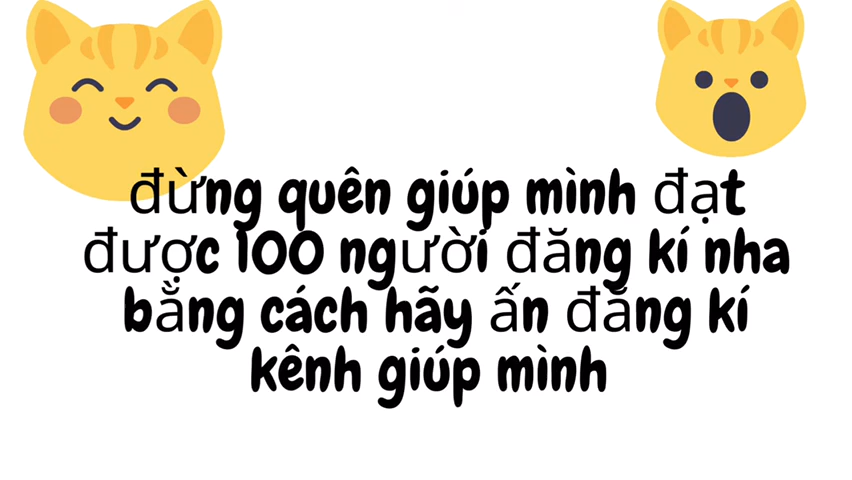 đừng quên giúp mình đạt
được 100 người đăng kí nha
bằng cách hãy ấn đăng kí
kênh giúp mình